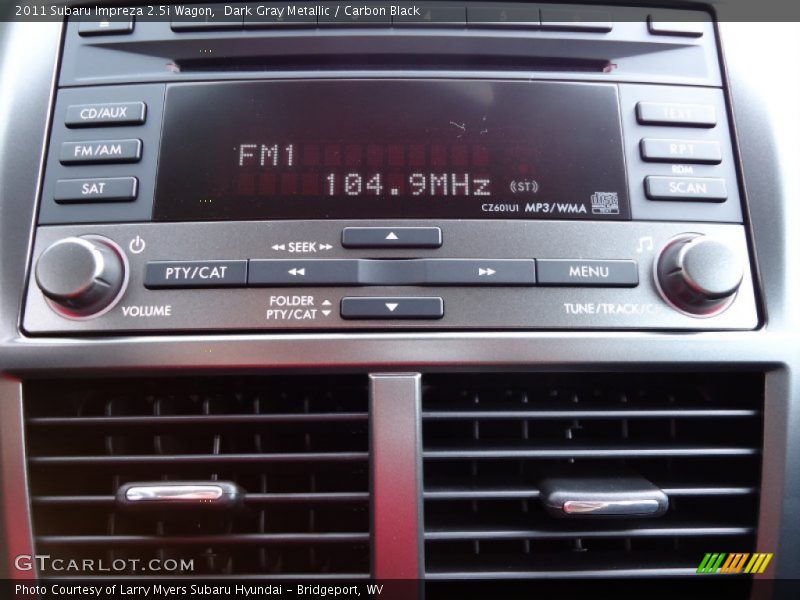 2011 Subaru Impreza 2.5i Wagon,  Dark Gray Metallic / Carbon Black
CD/AUX
TEXT
FM/AM
FM1
RPT
RDM
SAT
104.9MHz
(ST)
SCAN
CZ601U1 MP3/WMA
SEEK
PTY/CAT
MENU
VOLUME
FOLDER
PTY/CAT
TUNE/TRACK/CH
GTCARLOT.COM
Photo Courtesy of Larry Myers Subaru Hyundai - Bridgeport, WV